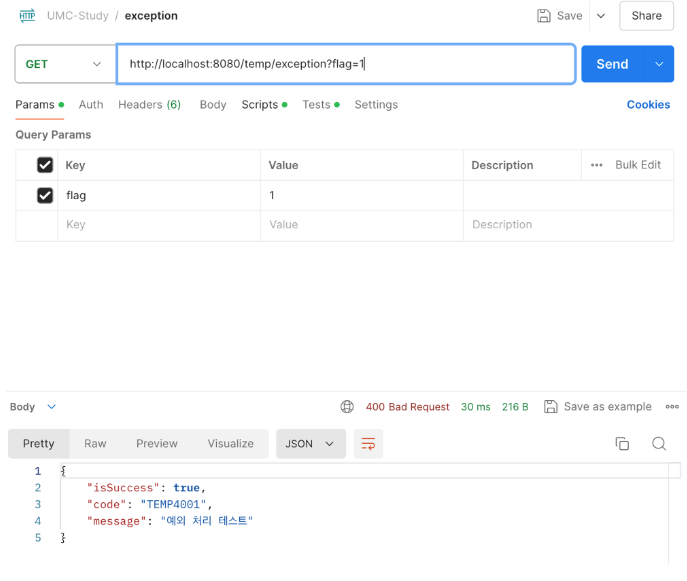 HTTP UMC-Study / exception Save Share
GET http://localhost:8080/temp/exception?flag=1 Send
Params Auth Headers (6) Body Scripts Tests Settings Cookies
Query Params
Key Value Description Bulk Edit
flag 1
Key Value Description
Body 400 Bad Request 30 ms 216 B Save as example
Pretty Raw Preview Visualize JSON
1 {
2 "isSuccess": true,
3 "code": "TEMP4001",
4 "message": "예외 처리 테스트"
5 }